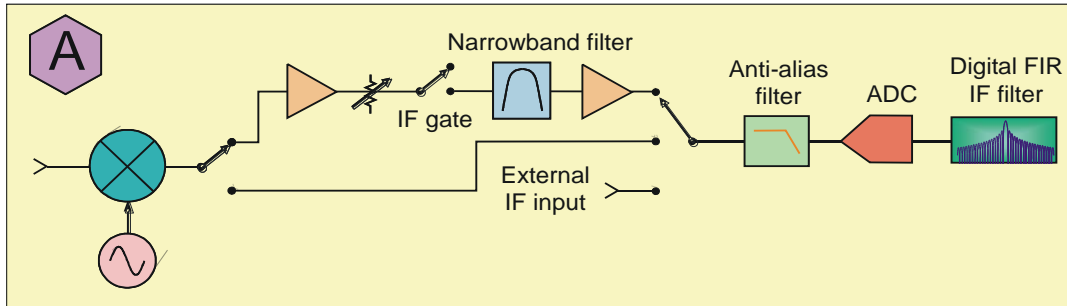 A
Narrowband filter
IF gate
External
IF input
Anti-alias
filter
ADC
Digital FIR
IF filter